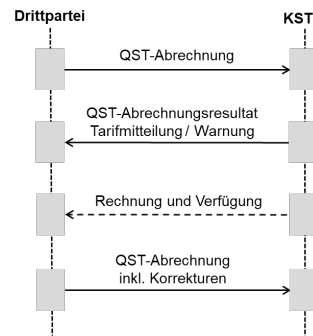 Drittpartei KST
QST-Abrechnung
QST-Abrechnungsresultat
Tarifmitteilung / Warnung
Rechnung und Verfügung
QST-Abrechnung
inkl. Korrekturen